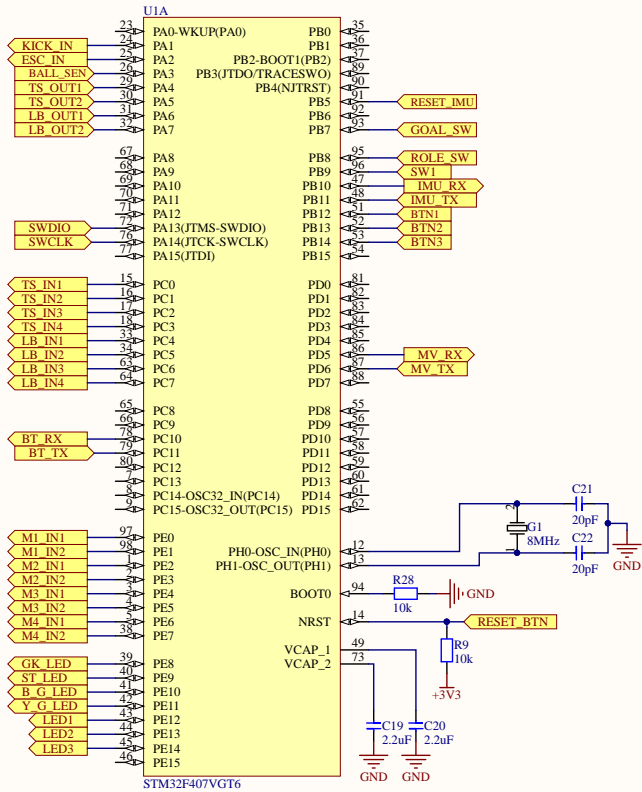 U1A
23 PA0-WKUP(PA0) PB0 35
KICK_IN 24 PA1 PB1 36
ESC_IN 25 PA2 PB2-BOOT1(PB2) 37
BALL_SEN 26 PA3 PB3(JTDO/TRACESWO) 89
TS_OUT1 29 PA4 PB4(NJTRST) 90
TS_OUT2 30 PA5 PB5 91 RESET_IMU
LB_OUT1 31 PA6 PB6 92
LB_OUT2 32 PA7 PB7 93 GOAL_SW
67 PA8 PB8 95 ROLE_SW
68 PA9 PB9 96 SW1
69 PA10 PB10 47 IMU_RX
70 PA11 PB11 48 IMU_TX
71 PA12 PB12 51 BTN1
SWDIO 72 PA13(JTMS-SWDIO) PB13 52 BTN2
SWCLK 76 PA14(JTCK-SWCLK) PB14 53 BTN3
77 PA15(JTDI) PB15 54
TS_IN1 15 PC0 PD0 81
TS_IN2 16 PC1 PD1 82
TS_IN3 17 PC2 PD2 83
TS_IN4 18 PC3 PD3 84
LB_IN1 33 PC4 PD4 85
LB_IN2 34 PC5 PD5 86 MV_RX
LB_IN3 63 PC6 PD6 87 MV_TX
LB_IN4 64 PC7 PD7 88
65 PC8 PD8 55
66 PC9 PD9 56
BT_RX 78 PC10 PD10 57
BT_TX 79 PC11 PD11 58
80 PC12 PD12 59
7 PC13 PD13 60
8 PC14-OSC32_IN(PC14) PD14 61
9 PC15-OSC32_OUT(PC15) PD15 62
C21
20pF
2
G1
8MHz
1
C22
20pF
GND
M1_IN1 97 PE0
M1_IN2 98 PE1 PH0-OSC_IN(PH0) 12
M2_IN1 1 PE2 PH1-OSC_OUT(PH1) 13
M2_IN2 2 PE3
M3_IN1 3 PE4 BOOT0 94 R28 10k GND
M3_IN2 4 PE5
M4_IN1 5 PE6 NRST 14 RESET_BTN
M4_IN2 38 PE7
R9
10k
+3V3
VCAP_1 49
GK_LED 39 PE8 VCAP_2 73
ST_LED 40 PE9
B_G_LED 41 PE10
Y_G_LED 42 PE11
LED1 43 PE12
LED2 44 PE13
LED3 45 PE14
46 PE15
C19
2.2uF
GND
C20
2.2uF
GND
STM32F407VGT6